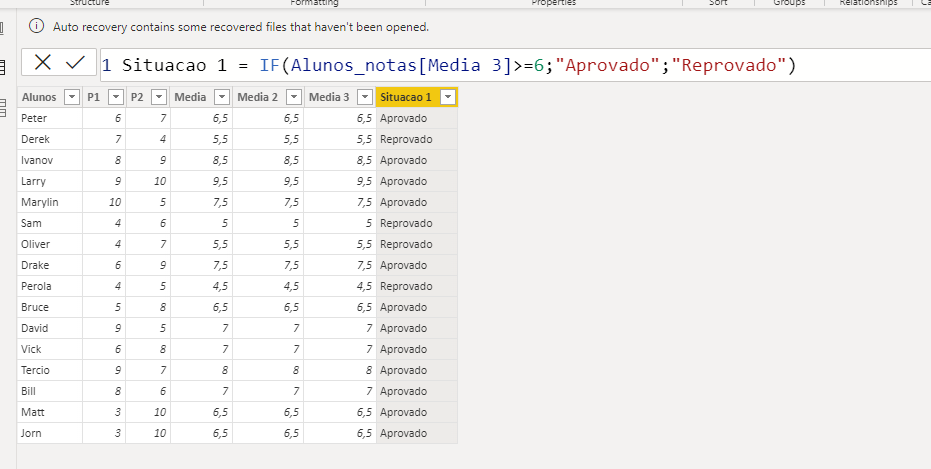 Structure Formatting Properties Sort Groups Relationships
Auto recovery contains some recovered files that haven't been opened.
1 Situacao 1 = IF(Alunos_notas[Media 3]>=6;"Aprovado";"Reprovado")
Alunos P1 P2 Media Media 2 Media 3 Situacao 1
Peter 6 7 6,5 6,5 6,5 Aprovado
Derek 7 4 5,5 5,5 5,5 Reprovado
Ivanov 8 9 8,5 8,5 8,5 Aprovado
Larry 9 10 9,5 9,5 9,5 Aprovado
Marylin 10 5 7,5 7,5 7,5 Aprovado
Sam 4 6 5 5 5 Reprovado
Oliver 4 7 5,5 5,5 5,5 Reprovado
Drake 6 9 7,5 7,5 7,5 Aprovado
Perola 4 5 4,5 4,5 4,5 Reprovado
Bruce 5 8 6,5 6,5 6,5 Aprovado
David 9 5 7 7 7 Aprovado
Vick 6 8 7 7 7 Aprovado
Tercio 9 7 8 8 8 Aprovado
Bill 8 6 7 7 7 Aprovado
Matt 3 10 6,5 6,5 6,5 Aprovado
Jorn 3 10 6,5 6,5 6,5 Aprovado